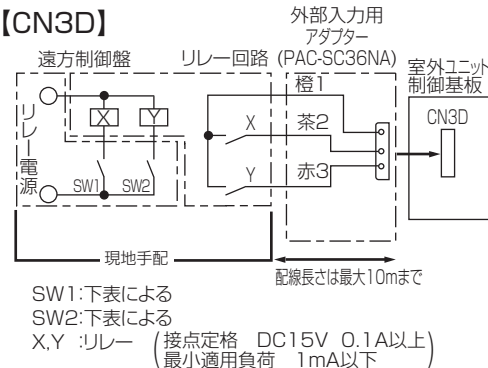 【CN3D】
外部入力用
アダプター
(PAC-SC36NA)
遠方制御盤
リレー回路
室外ユニット
制御基板
橙1
茶2
赤3
CN3D
リレー電源
X
Y
X
Y
SW1
SW2
現地手配
配線長さは最大10mまで
SW1:下表による
SW2:下表による
X,Y :リレー (接点定格 DC15V 0.1A以上
最小適用負荷 1mA以下)